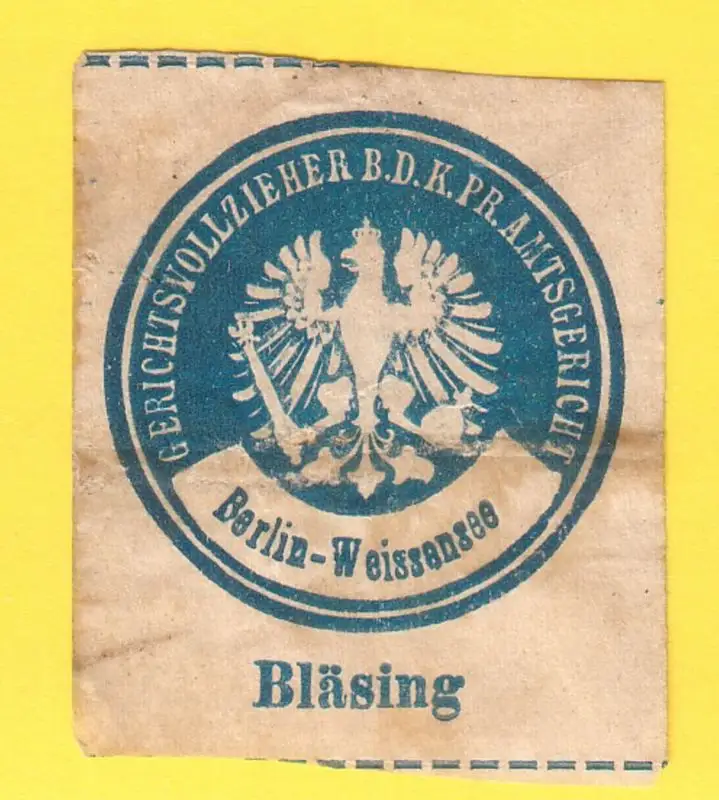 GERICHTSVOLLZIEHER B.D.K.PR.AMTSGERICHT
Berlin-Weissensee
Bläsing